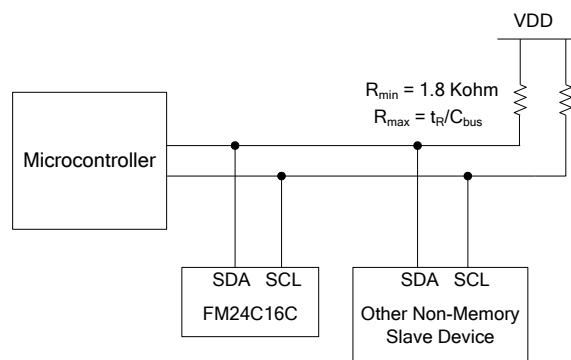 VDD
Rmin = 1.8 Kohm
Rmax = tR/Cbus
Microcontroller
SDA SCL
FM24C16C
SDA SCL
Other Non-Memory
Slave Device